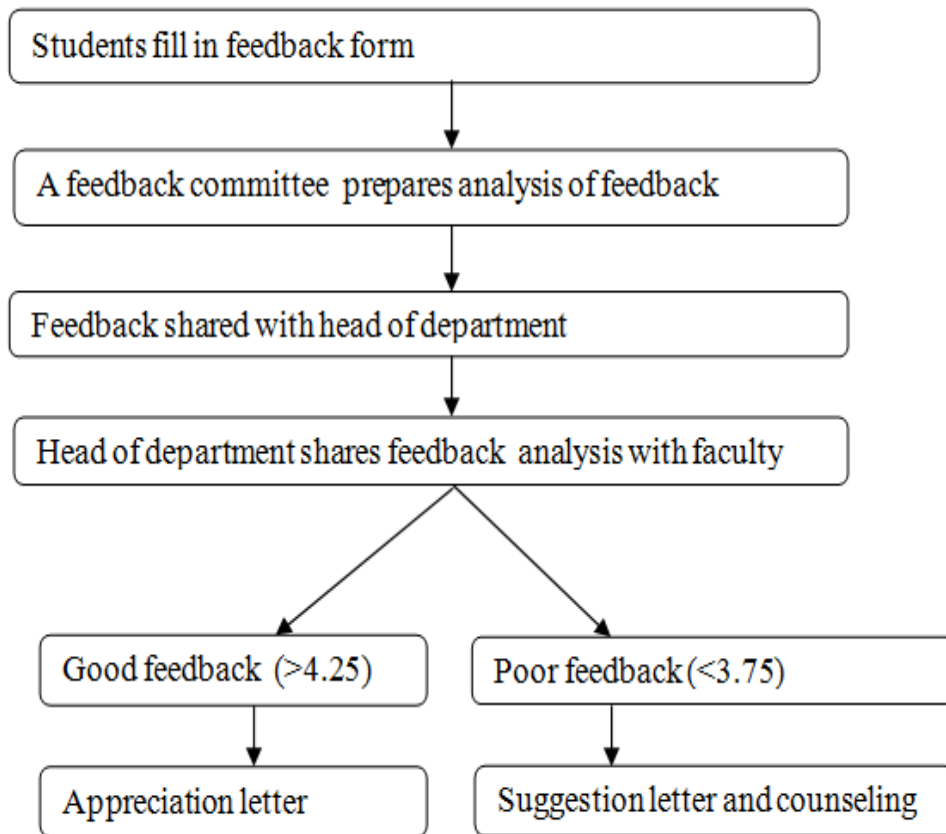 Students fill in feedback form
A feedback committee prepares analysis of feedback
Feedback shared with head of department
Head of department shares feedback analysis with faculty
Good feedback (>4.25)
Poor feedback (<3.75)
Appreciation letter
Suggestion letter and counseling